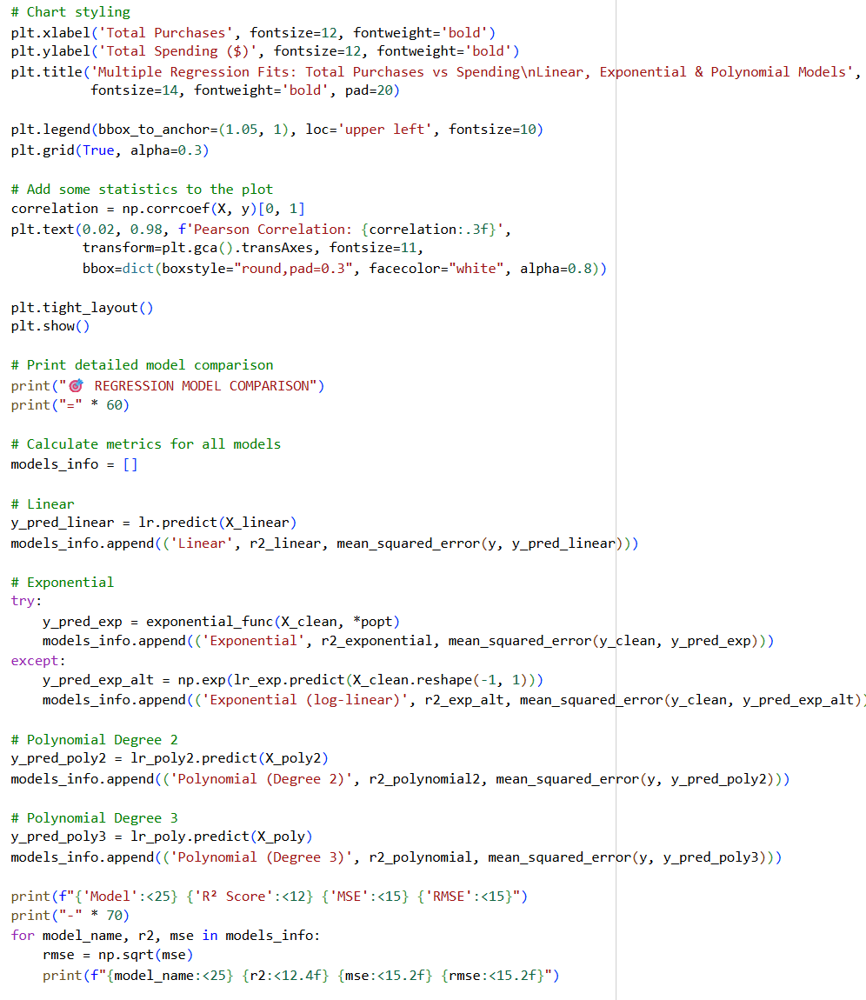 # Chart styling
plt.xlabel('Total Purchases', fontsize=12, fontweight='bold')
plt.ylabel('Total Spending ($)', fontsize=12, fontweight='bold')
plt.title('Multiple Regression Fits: Total Purchases vs Spending\nLinear, Exponential & Polynomial Models',
          fontsize=14, fontweight='bold', pad=20)

plt.legend(bbox_to_anchor=(1.05, 1), loc='upper left', fontsize=10)
plt.grid(True, alpha=0.3)

# Add some statistics to the plot
correlation = np.corrcoef(X, y)[0, 1]
plt.text(0.02, 0.98, f'Pearson Correlation: {correlation:.3f}',
         transform=plt.gca().transAxes, fontsize=11,
         bbox=dict(boxstyle="round,pad=0.3", facecolor="white", alpha=0.8))

plt.tight_layout()
plt.show()

# Print detailed model comparison
print("🎯 REGRESSION MODEL COMPARISON")
print("=" * 60)

# Calculate metrics for all models
models_info = []

# Linear
y_pred_linear = lr.predict(X_linear)
models_info.append(('Linear', r2_linear, mean_squared_error(y, y_pred_linear)))

# Exponential
try:
    y_pred_exp = exponential_func(X_clean, *popt)
    models_info.append(('Exponential', r2_exponential, mean_squared_error(y_clean, y_pred_exp)))
except:
    y_pred_exp_alt = np.exp(lr_exp.predict(X_clean.reshape(-1, 1)))
    models_info.append(('Exponential (log-linear)', r2_exp_alt, mean_squared_error(y_clean, y_pred_exp_alt))

# Polynomial Degree 2
y_pred_poly2 = lr_poly2.predict(X_poly2)
models_info.append(('Polynomial (Degree 2)', r2_polynomial2, mean_squared_error(y, y_pred_poly2)))

# Polynomial Degree 3
y_pred_poly3 = lr_poly.predict(X_poly)
models_info.append(('Polynomial (Degree 3)', r2_polynomial, mean_squared_error(y, y_pred_poly3)))

print(f"{'Model':<25} {'R² Score':<12} {'MSE':<15} {'RMSE':<15}")
print("-" * 70)
for model_name, r2, mse in models_info:
    rmse = np.sqrt(mse)
    print(f"{model_name:<25} {r2:<12.4f} {mse:<15.2f} {rmse:<15.2f}")